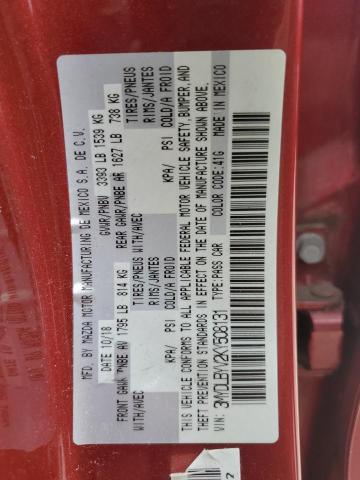 MFD. BY MAZDA MOTOR MANUFACTURING DE MEXICO S.A. DE C.V.
DATE: 10/18 GVWR/PNBV 3393 LB 1539 KG
FRONT GAWR/PNBE AV 1795 LB 814 KG REAR GAWR/PNBE AR 1627 LB 738 KG
WITH/AVEC TIRES/PNEUS WITH/AVEC TIRES/PNEUS
RIMS/JANTES RIMS/JANTES
KPA/ PSI COLD/A FROID KPA/ PSI COLD/A FROID
THIS VEHICLE CONFORMS TO ALL APPLICABLE FEDERAL MOTOR VEHICLE SAFETY, BUMPER, AND
THEFT PREVENTION STANDARDS IN EFFECT ON THE DATE OF MANUFACTURE SHOWN ABOVE.
VIN: TYPE:PASS CAR COLOR CODE:41G MADE IN MEXICO